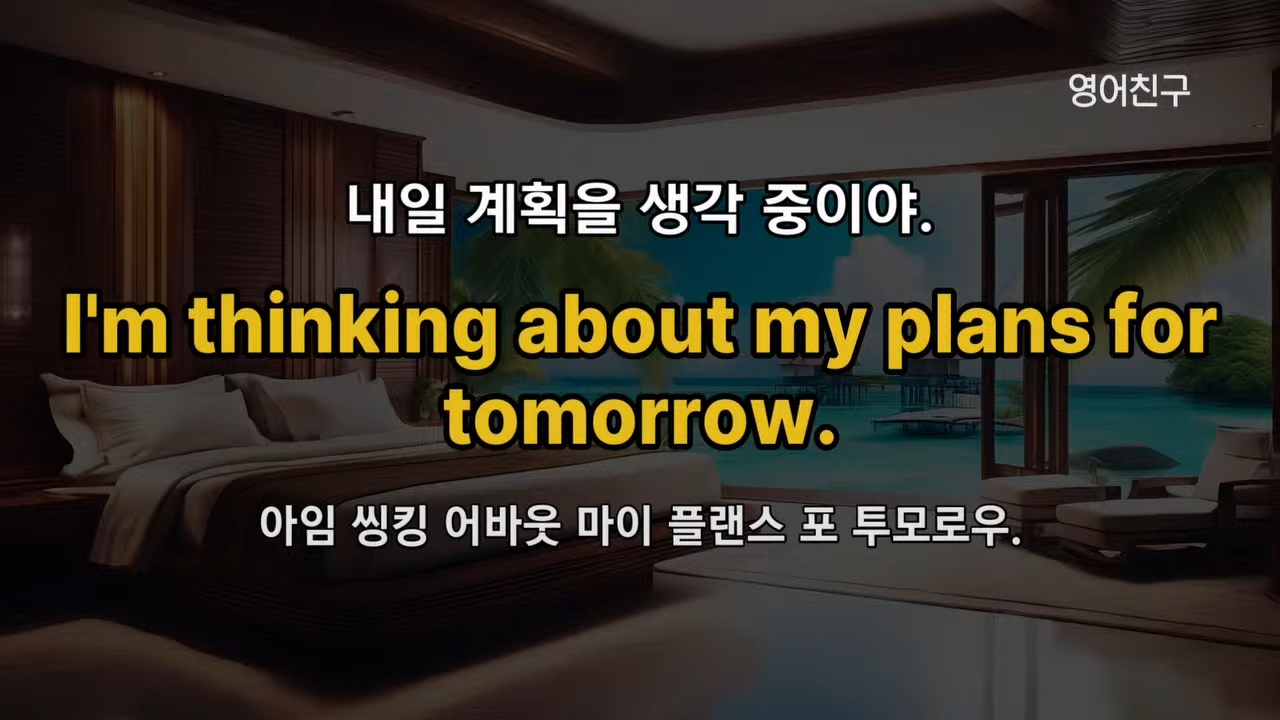 영어친구
내일 계획을 생각 중이야.
I'm thinking about my plans for
tomorrow.
아임 씽킹 어바웃 마이 플랜스 포 투모로우.